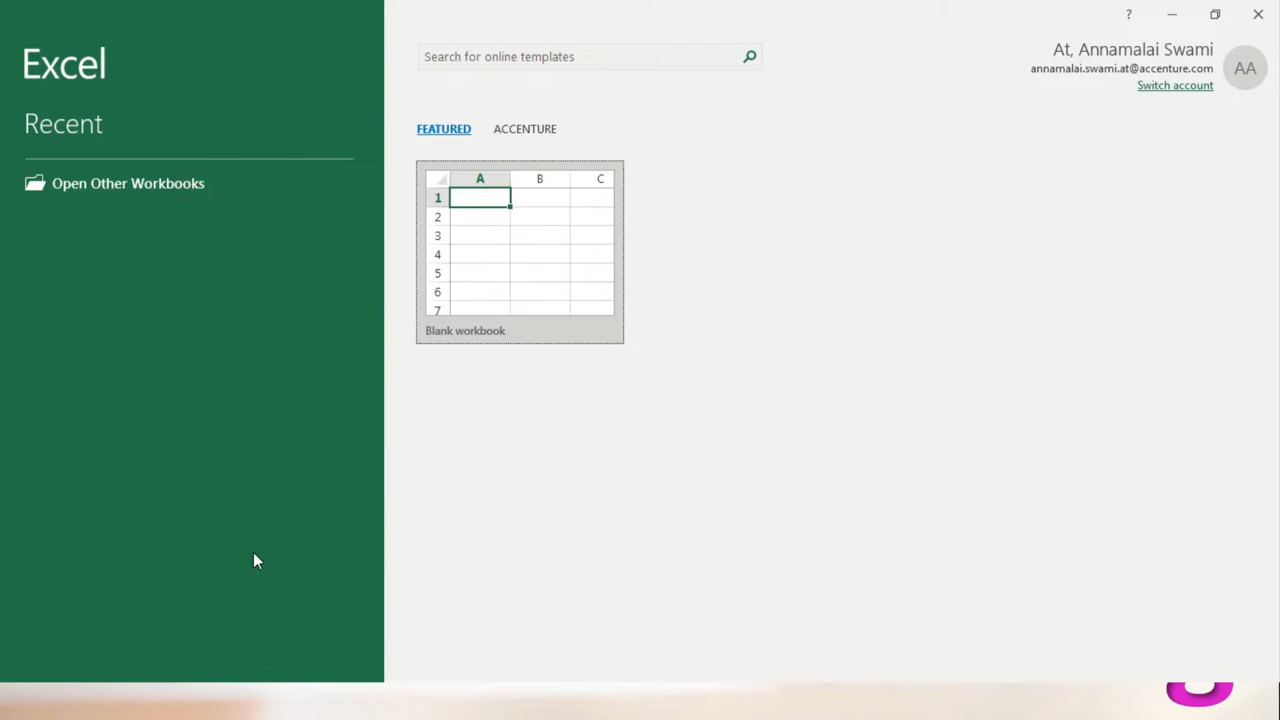 ?
Excel
Search for online templates
At, Annamalai Swami
annamalai.swami.at@accenture.com
AA
Switch account
Recent
FEATURED ACCENTURE
Open Other Workbooks
A B C
1
2
3
4
5
6
7
Blank workbook